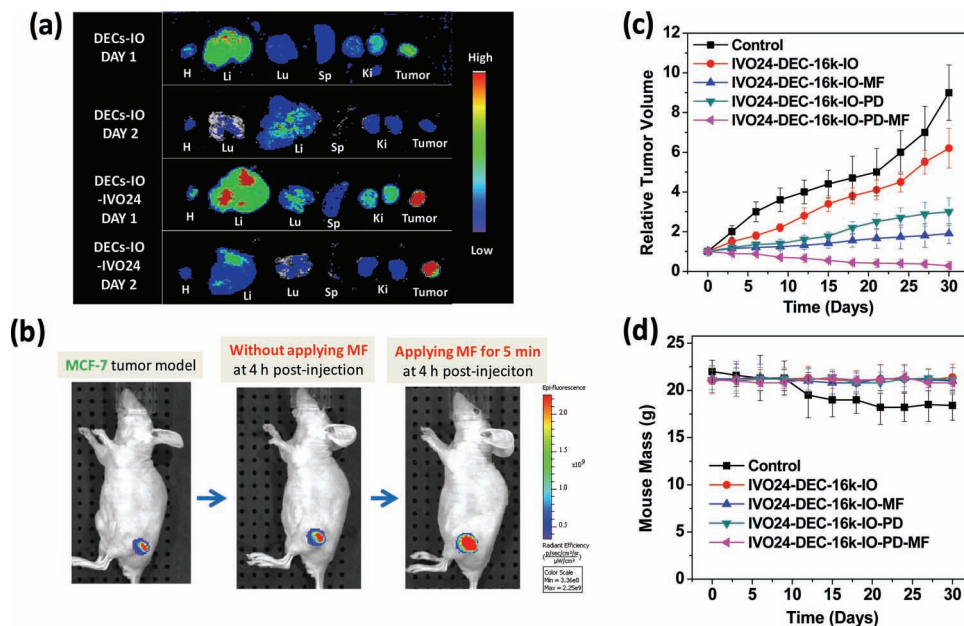 (a)
DECs-IO
DAY 1
H
Li
Lu
Sp
Ki
Tumor
DECs-IO
DAY 2
H
Lu
Li
Sp
Ki
Tumor
DECs-IO
-IVO24
DAY 1
H
Li
Lu
Sp
Ki
Tumor
DECs-IO
-IVO24
DAY 2
H
Li
Lu
Sp
Ki
Tumor
High
Low
(b)
MCF-7 tumor model
Without applying MF
at 4 h post-injection
Applying MF for 5 min
at 4 h post-injeciton
Epi-fluorescence
2.0
1.5
x10⁹
1.0
0.5
Radiant Efficiency
(p/sec/cm²/sr / µW/cm²)
Color Scale
Min = 3.36e8
Max = 2.25e9
(c)
Relative Tumor Volume
12
10
8
6
4
2
0
Control
IVO24-DEC-16k-IO
IVO24-DEC-16k-IO-MF
IVO24-DEC-16k-IO-PD
IVO24-DEC-16k-IO-PD-MF
0 5 10 15 20 25 30
Time (Days)
(d)
Mouse Mass (g)
25
20
15
10
5
0
Control
IVO24-DEC-16k-IO
IVO24-DEC-16k-IO-MF
IVO24-DEC-16k-IO-PD
IVO24-DEC-16k-IO-PD-MF
0 5 10 15 20 25 30
Time (Days)